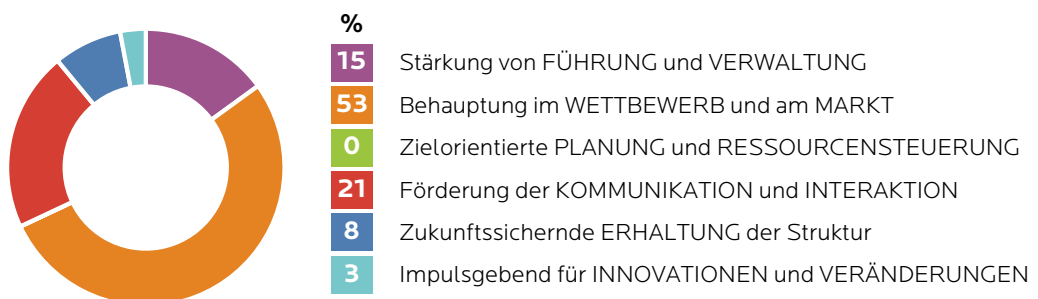 %
15 Stärkung von FÜHRUNG und VERWALTUNG
53 Behauptung im WETTBEWERB und am MARKT
0 Zielorientierte PLANUNG und RESSOURCENSTEUERUNG
21 Förderung der KOMMUNIKATION und INTERAKTION
8 Zukunftssichernde ERHALTUNG der Struktur
3 Impulsgebend für INNOVATIONEN und VERÄNDERUNGEN